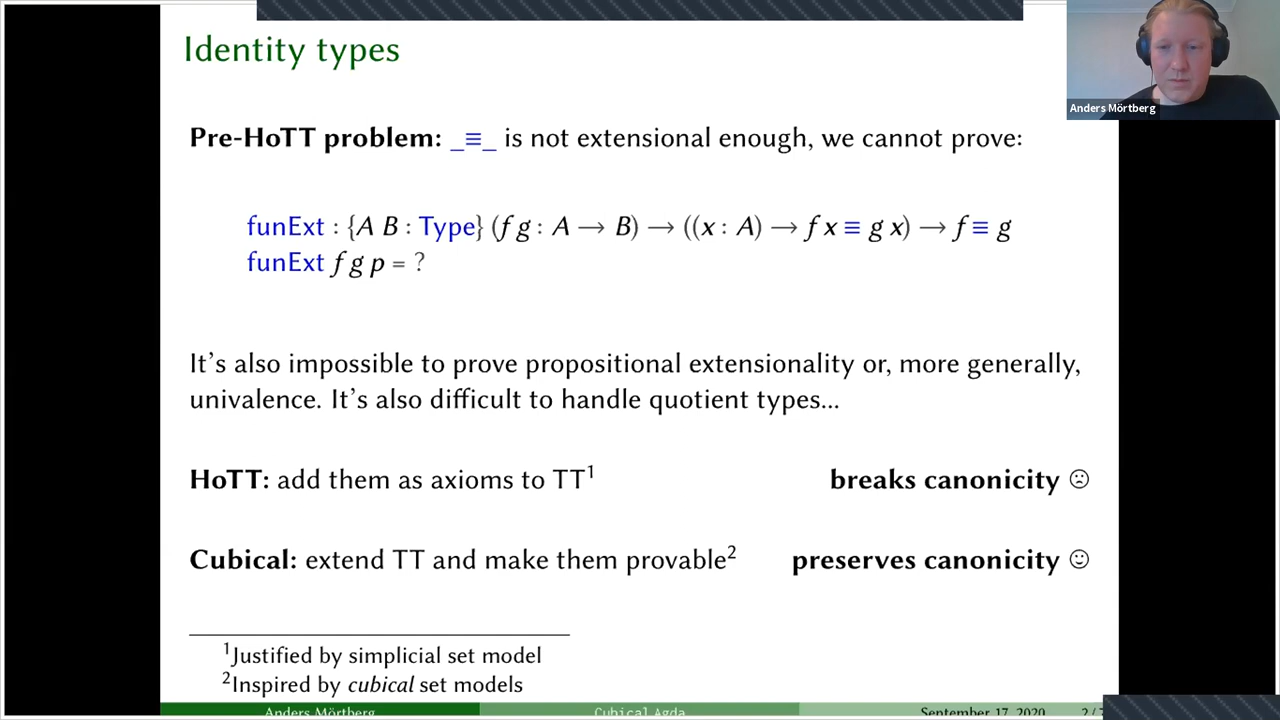 Identity types
Anders Mörtberg
Pre-HoTT problem: _≡_ is not extensional enough, we cannot prove:
funExt : {A B : Type} (f g : A → B) → ((x : A) → f x ≡ g x) → f ≡ g
funExt f g p = ?
It's also impossible to prove propositional extensionality or, more generally,
univalence. It's also difficult to handle quotient types...
HoTT: add them as axioms to TT¹ breaks canonicity ☹
Cubical: extend TT and make them provable² preserves canonicity ☺
¹Justified by simplicial set model
²Inspired by cubical set models
Anders Mörtberg Cubical Agda September 17, 2020 2/